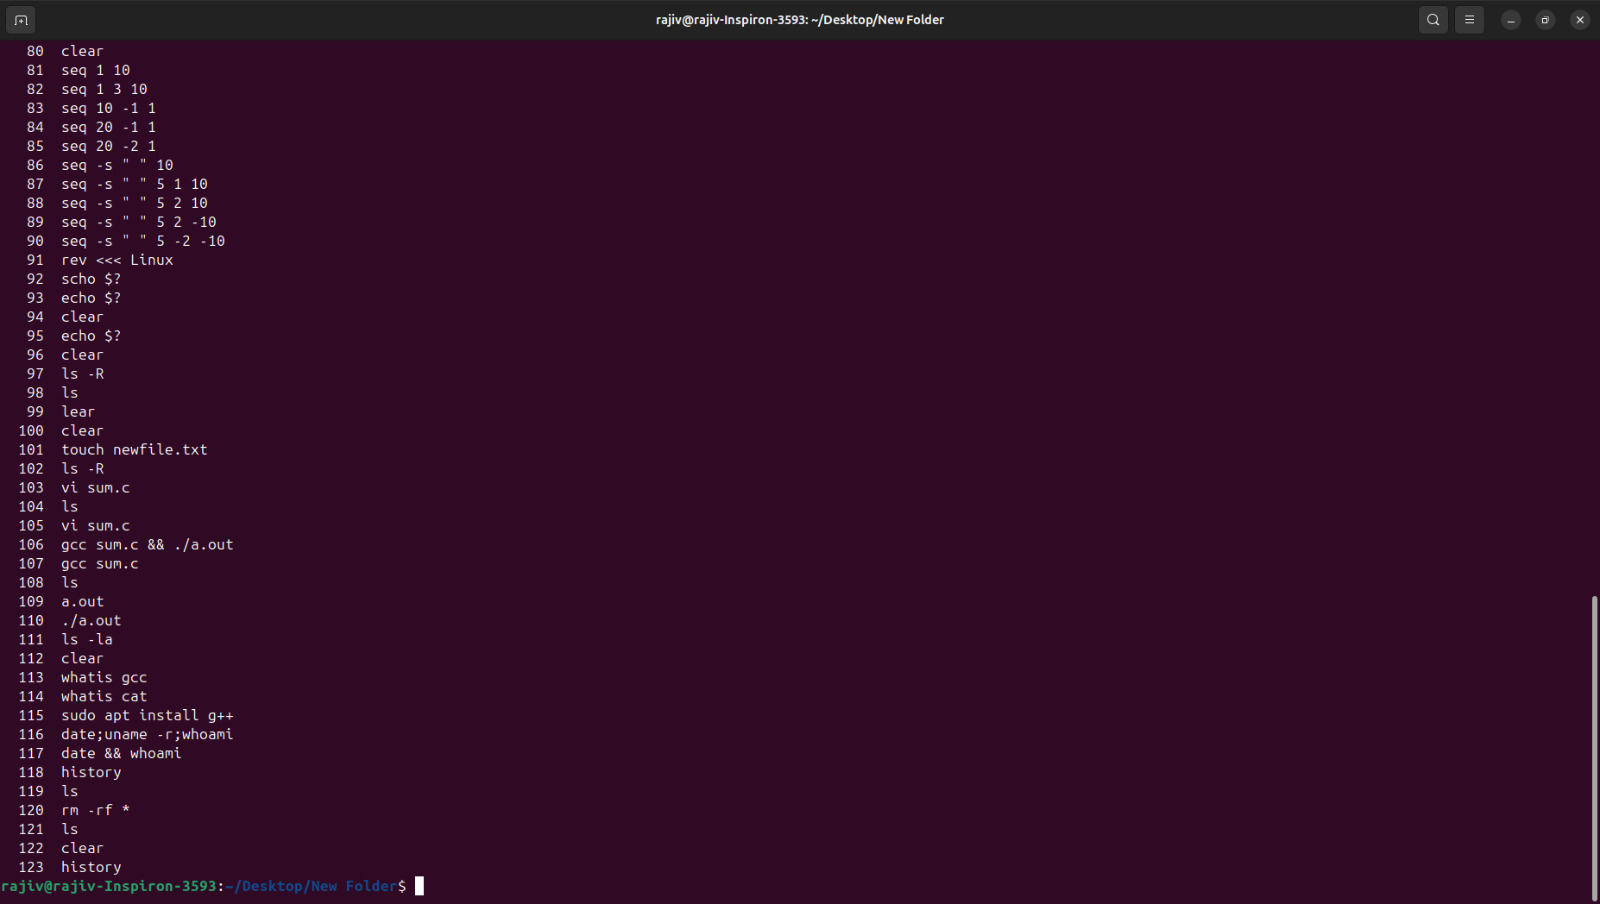 rajiv@rajiv-Inspiron-3593: ~/Desktop/New Folder
80 clear
81 seq 1 10
82 seq 1 3 10
83 seq 10 -1 1
84 seq 20 -1 1
85 seq 20 -2 1
86 seq -s " " 10
87 seq -s " " 5 1 10
88 seq -s " " 5 2 10
89 seq -s " " 5 2 -10
90 seq -s " " 5 -2 -10
91 rev <<< Linux
92 scho $?
93 echo $?
94 clear
95 echo $?
96 clear
97 ls -R
98 ls
99 lear
100 clear
101 touch newfile.txt
102 ls -R
103 vi sum.c
104 ls
105 vi sum.c
106 gcc sum.c && ./a.out
107 gcc sum.c
108 ls
109 a.out
110 ./a.out
111 ls -la
112 clear
113 whatis gcc
114 whatis cat
115 sudo apt install g++
116 date;uname -r;whoami
117 date && whoami
118 history
119 ls
120 rm -rf *
121 ls
122 clear
123 history
rajiv@rajiv-Inspiron-3593:~/Desktop/New Folder$